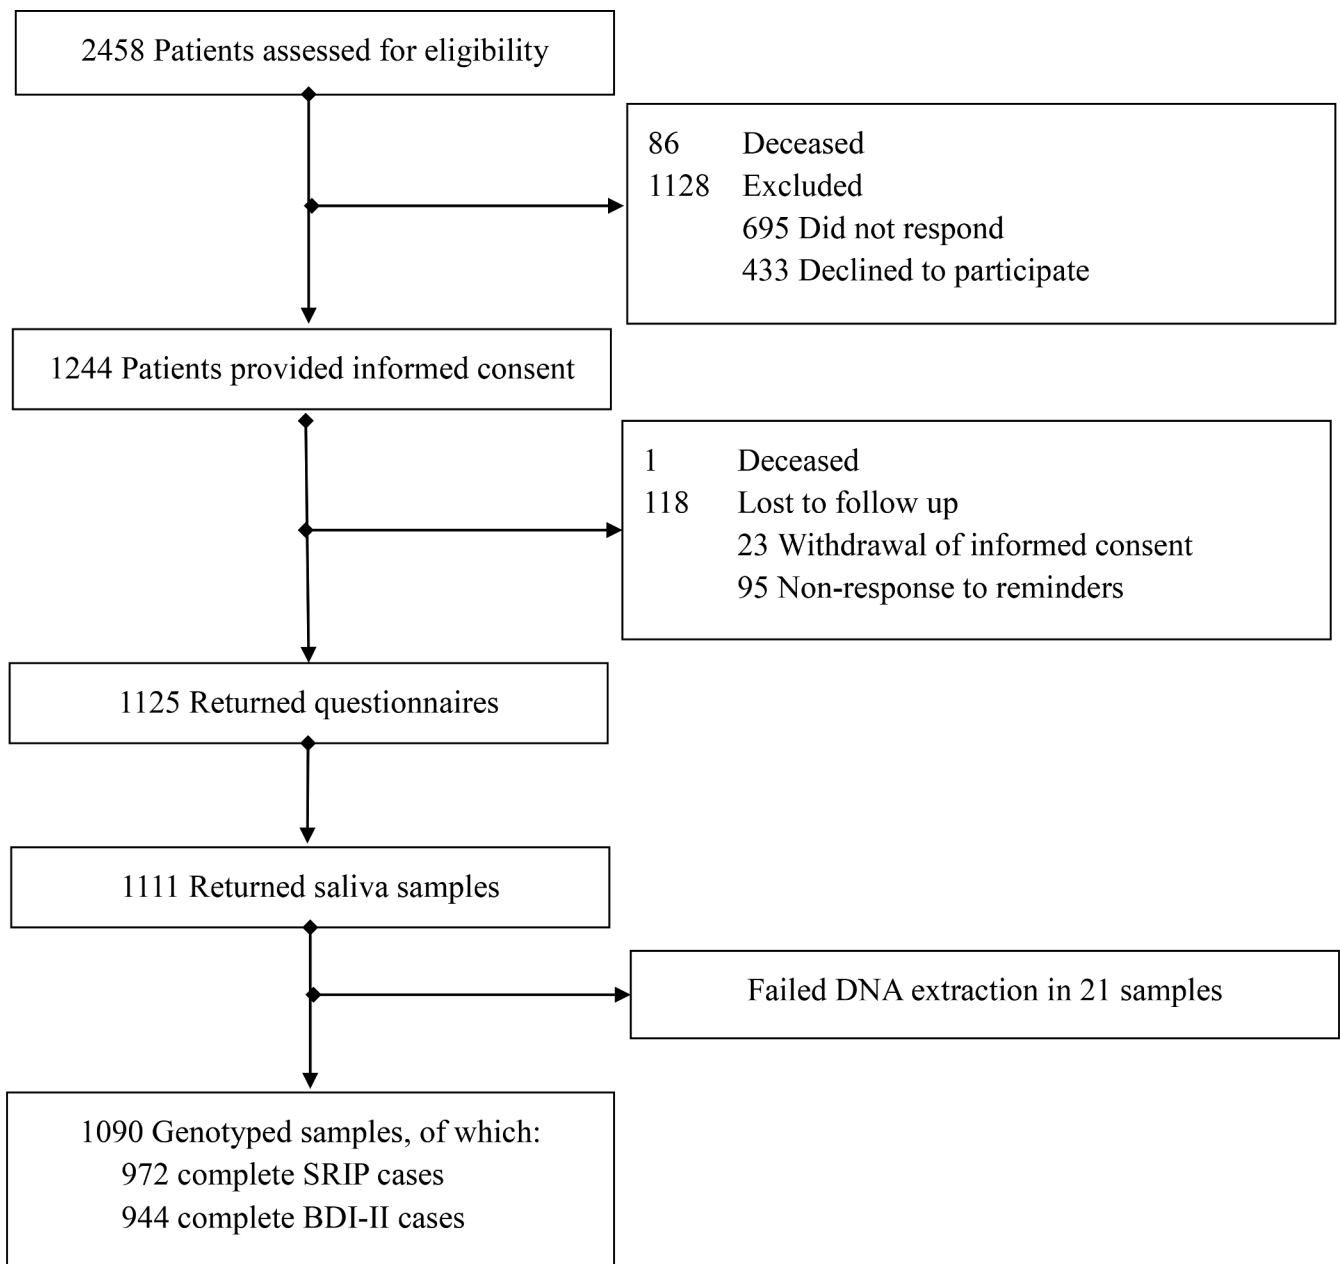 2458 Patients assessed for eligibility
86 Deceased
1128 Excluded
695 Did not respond
433 Declined to participate
1244 Patients provided informed consent
1 Deceased
118 Lost to follow up
23 Withdrawal of informed consent
95 Non-response to reminders
1125 Returned questionnaires
1111 Returned saliva samples
Failed DNA extraction in 21 samples
1090 Genotyped samples, of which:
972 complete SRIP cases
944 complete BDI-II cases